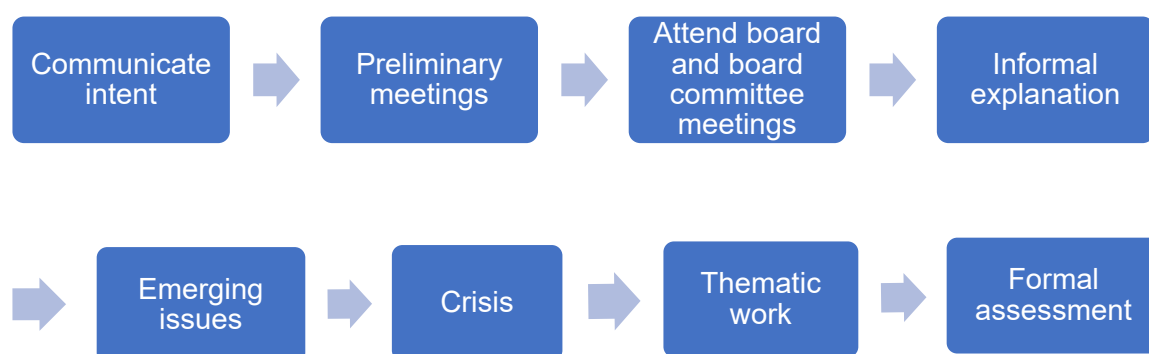 Communicate
intent
Preliminary
meetings
Attend board
and board
committee
meetings
Informal
explanation
Emerging
issues
Crisis
Thematic
work
Formal
assessment